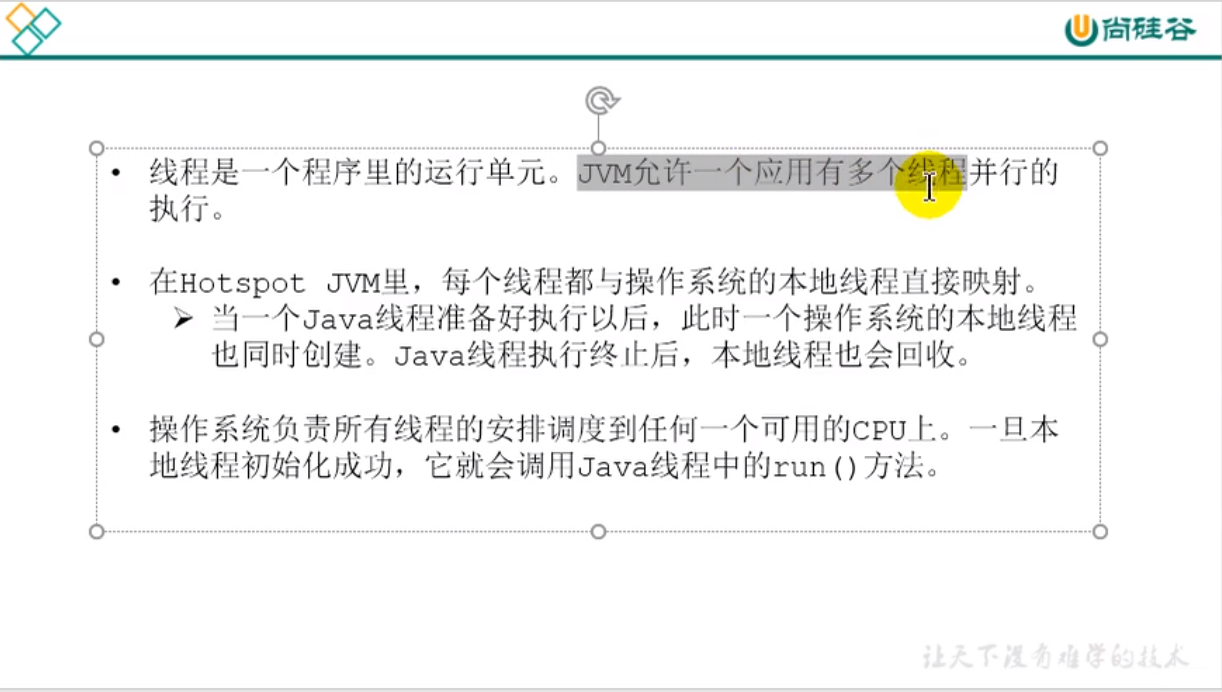 尚硅谷
线程是一个程序里的运行单元。JVM允许一个应用有多个线程并行的
执行。
在Hotspot JVM里，每个线程都与操作系统的本地线程直接映射。
当一个Java线程准备好执行以后，此时一个操作系统的本地线程
也同时创建。Java线程执行终止后，本地线程也会回收。
操作系统负责所有线程的安排调度到任何一个可用的CPU上。一旦本
地线程初始化成功，它就会调用Java线程中的run()方法。
让天下没有难学的技术